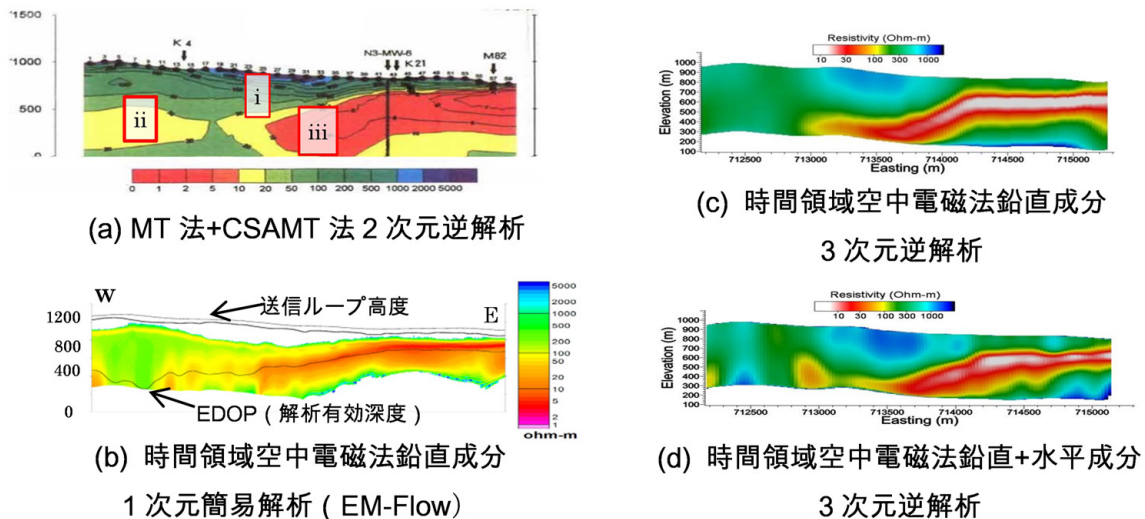 K 4
N3-MW-6
K 21
M82
1500
1000
500
0
i
ii
iii
0 1 2 5 10 20 50 100 200 500 1000 2000 5000
(a) MT 法+CSAMT 法 2 次元逆解析
W
送信ループ高度
E
1200
800
400
0
EDOP ( 解析有効深度 )
5000
2000
1000
500
200
100
50
20
10
5
2
1
ohm-m
(b) 時間領域空中電磁法鉛直成分
1 次元簡易解析 ( EM-Flow)
Resistivity (Ohm-m)
10 30 100 300 1000
Elevation (m)
1000
900
800
700
600
500
400
300
200
100
712500 713000 713500 714000 714500 715000
Easting (m)
(c) 時間領域空中電磁法鉛直成分
3 次元逆解析
Resistivity (Ohm-m)
10 30 100 300 1000
Elevation (m)
1000
900
800
700
600
500
400
300
200
100
712500 713000 713500 714000 714500 715000
Easting (m)
(d) 時間領域空中電磁法鉛直+水平成分
3 次元逆解析